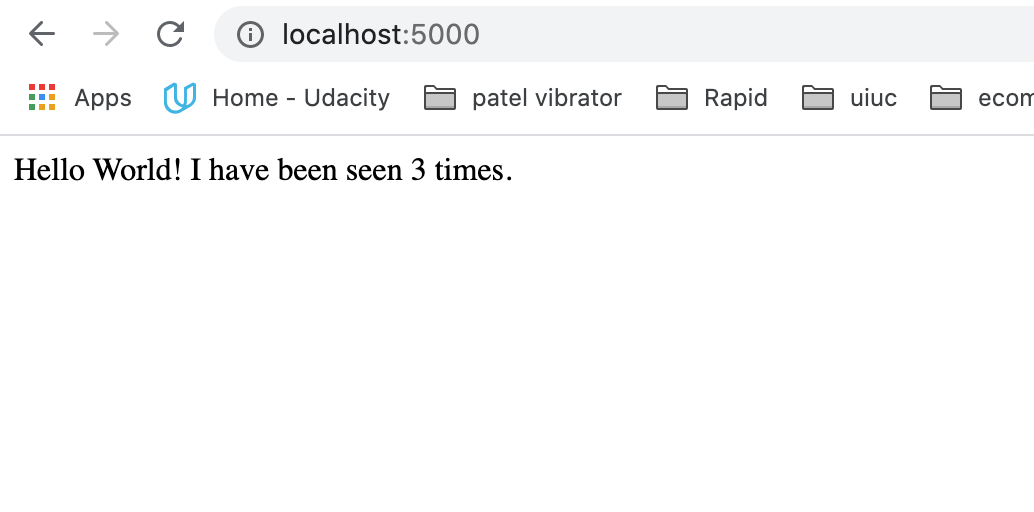 localhost:5000
Apps Home - Udacity patel vibrator Rapid uiuc ecom
Hello World! I have been seen 3 times.